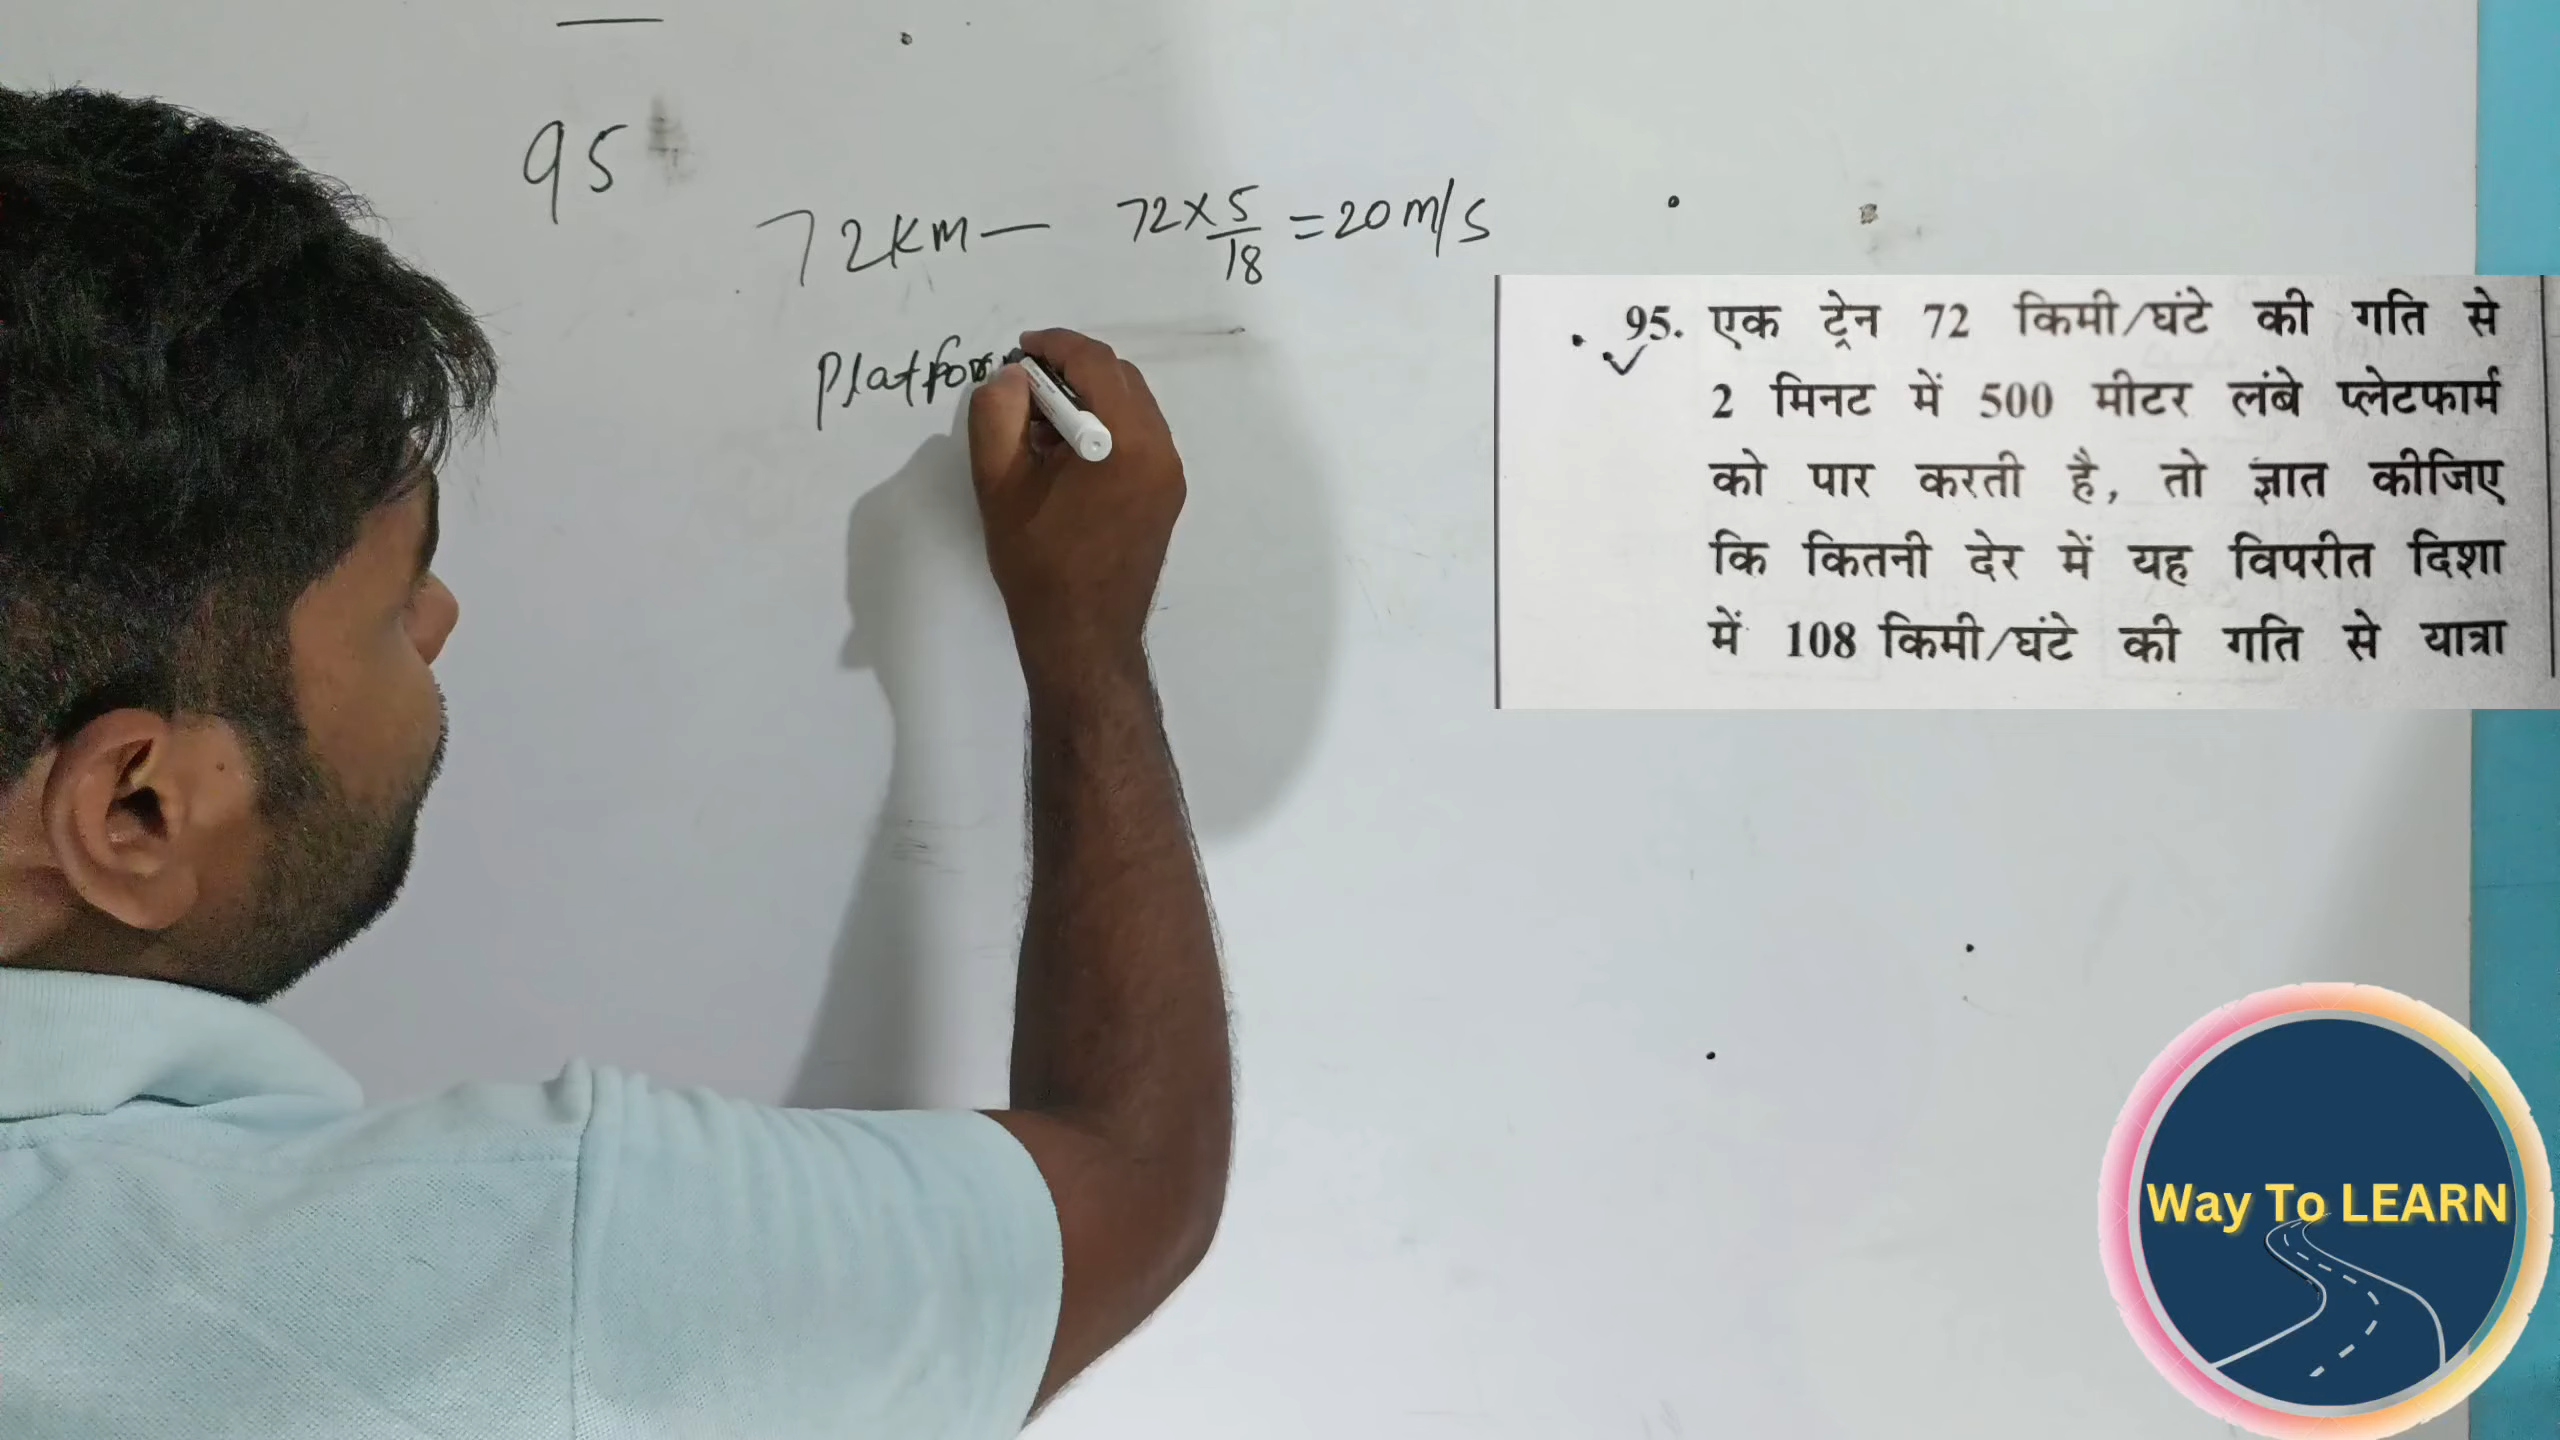 95
72KM — 72×5/18 = 20 m/s
Platfor
95. एक ट्रेन 72 किमी/घंटे की गति से
2 मिनट में 500 मीटर लंबे प्लेटफार्म
को पार करती है, तो ज्ञात कीजिए
कि कितनी देर में यह विपरीत दिशा
में 108 किमी/घंटे की गति से यात्रा
Way To LEARN